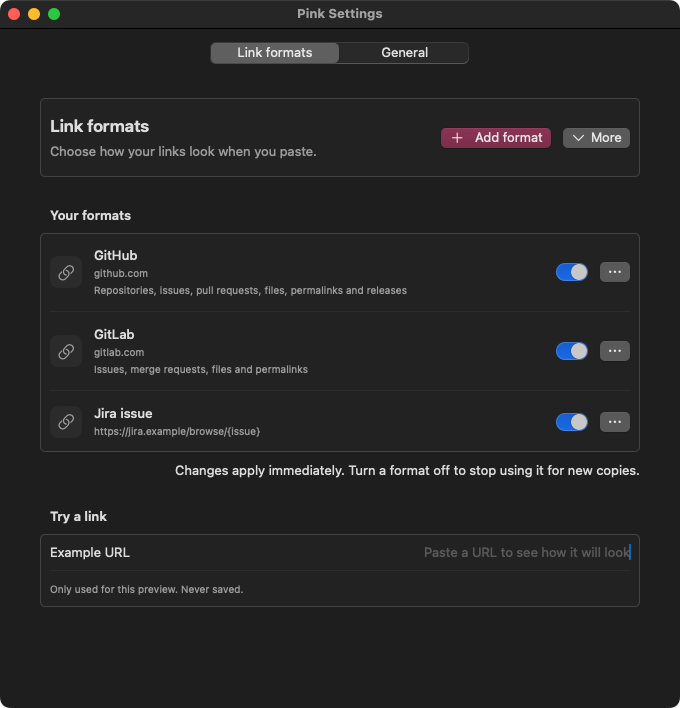 Pink Settings
Link formats
General
Link formats
Choose how your links look when you paste.
Add format
More
Your formats
GitHub
github.com
Repositories, issues, pull requests, files, permalinks and releases
GitLab
gitlab.com
Issues, merge requests, files and permalinks
Jira issue
https://jira.example/browse/{issue}
Changes apply immediately. Turn a format off to stop using it for new copies.
Try a link
Example URL
Paste a URL to see how it will look
Only used for this preview. Never saved.